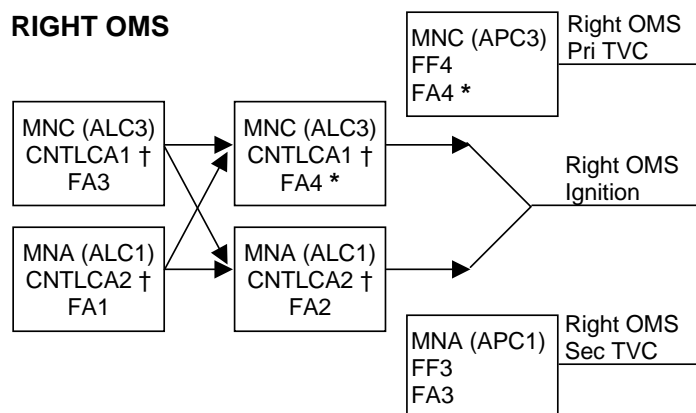 RIGHT OMS
MNC (APC3)
FF4
FA4 *
Right OMS
Pri TVC
MNC (ALC3)
CNTLCA1 †
FA3
MNC (ALC3)
CNTLCA1 †
FA4 *
Right OMS
Ignition
MNA (ALC1)
CNTLCA2 †
FA1
MNA (ALC1)
CNTLCA2 †
FA2
MNA (APC1)
FF3
FA3
Right OMS
Sec TVC